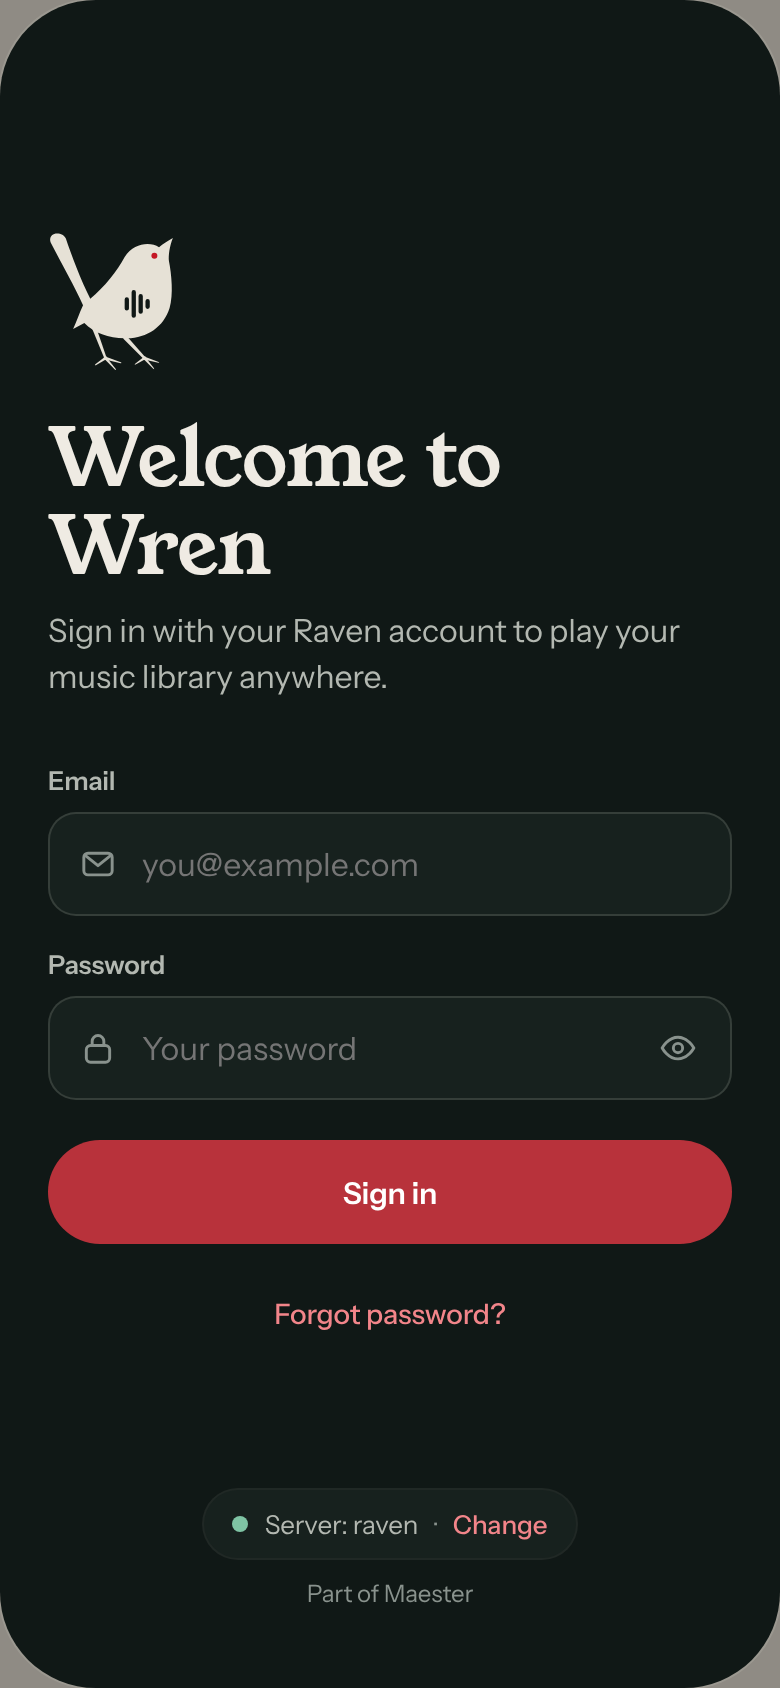 Welcome to
Wren
Sign in with your Raven account to play your
music library anywhere.
Email
you@example.com
Password
Your password
Sign in
Forgot password?
Server: raven · Change
Part of Maester